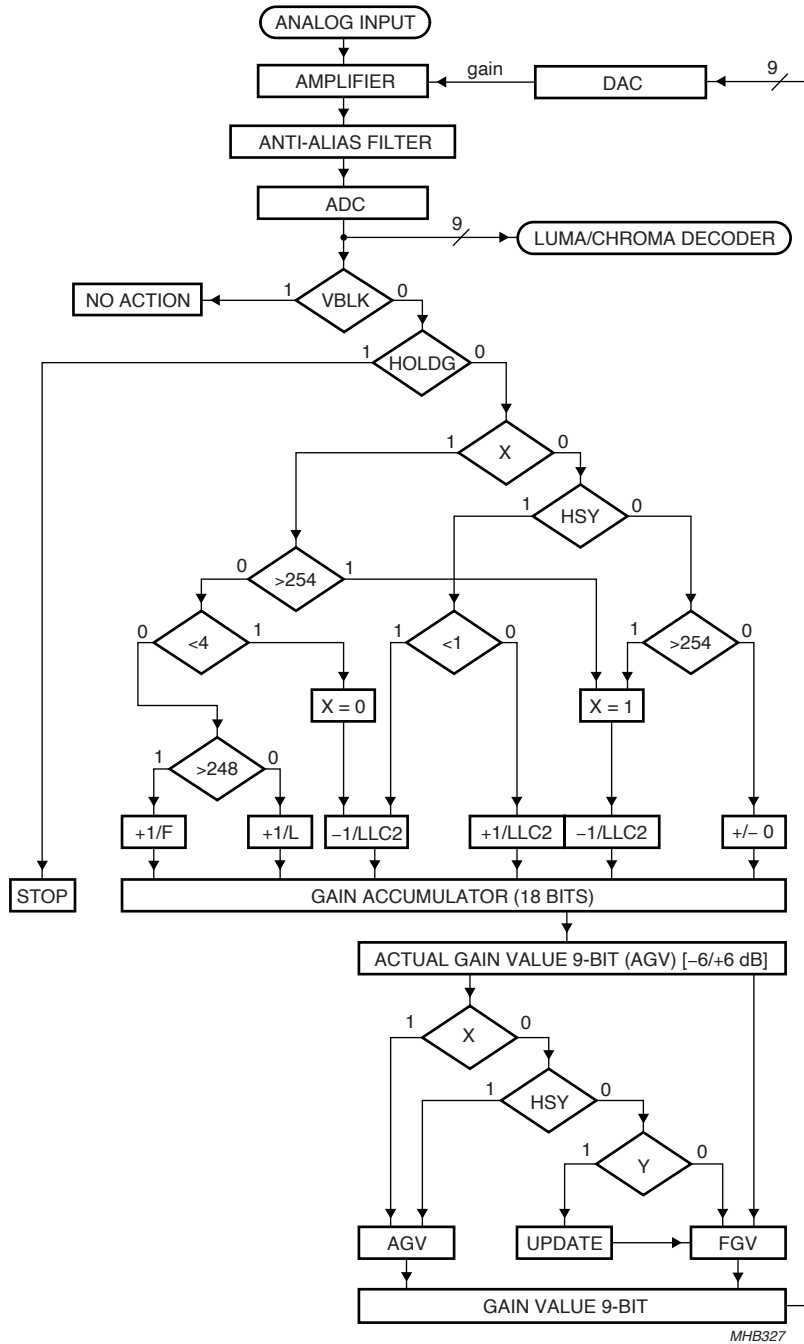 ANALOG INPUT
AMPLIFIER
gain
DAC
9
ANTI-ALIAS FILTER
ADC
9
LUMA/CHROMA DECODER
NO ACTION
1
VBLK
0
1
HOLDG
0
1
X
0
1
HSY
0
0
>254
1
0
<4
1
1
<1
0
1
>254
0
X = 0
X = 1
1
>248
0
+1/F
+1/L
−1/LLC2
+1/LLC2
−1/LLC2
+/− 0
STOP
GAIN ACCUMULATOR (18 BITS)
ACTUAL GAIN VALUE 9-BIT (AGV) [−6/+6 dB]
1
X
0
1
HSY
0
1
Y
0
AGV
UPDATE
FGV
GAIN VALUE 9-BIT
MHB327